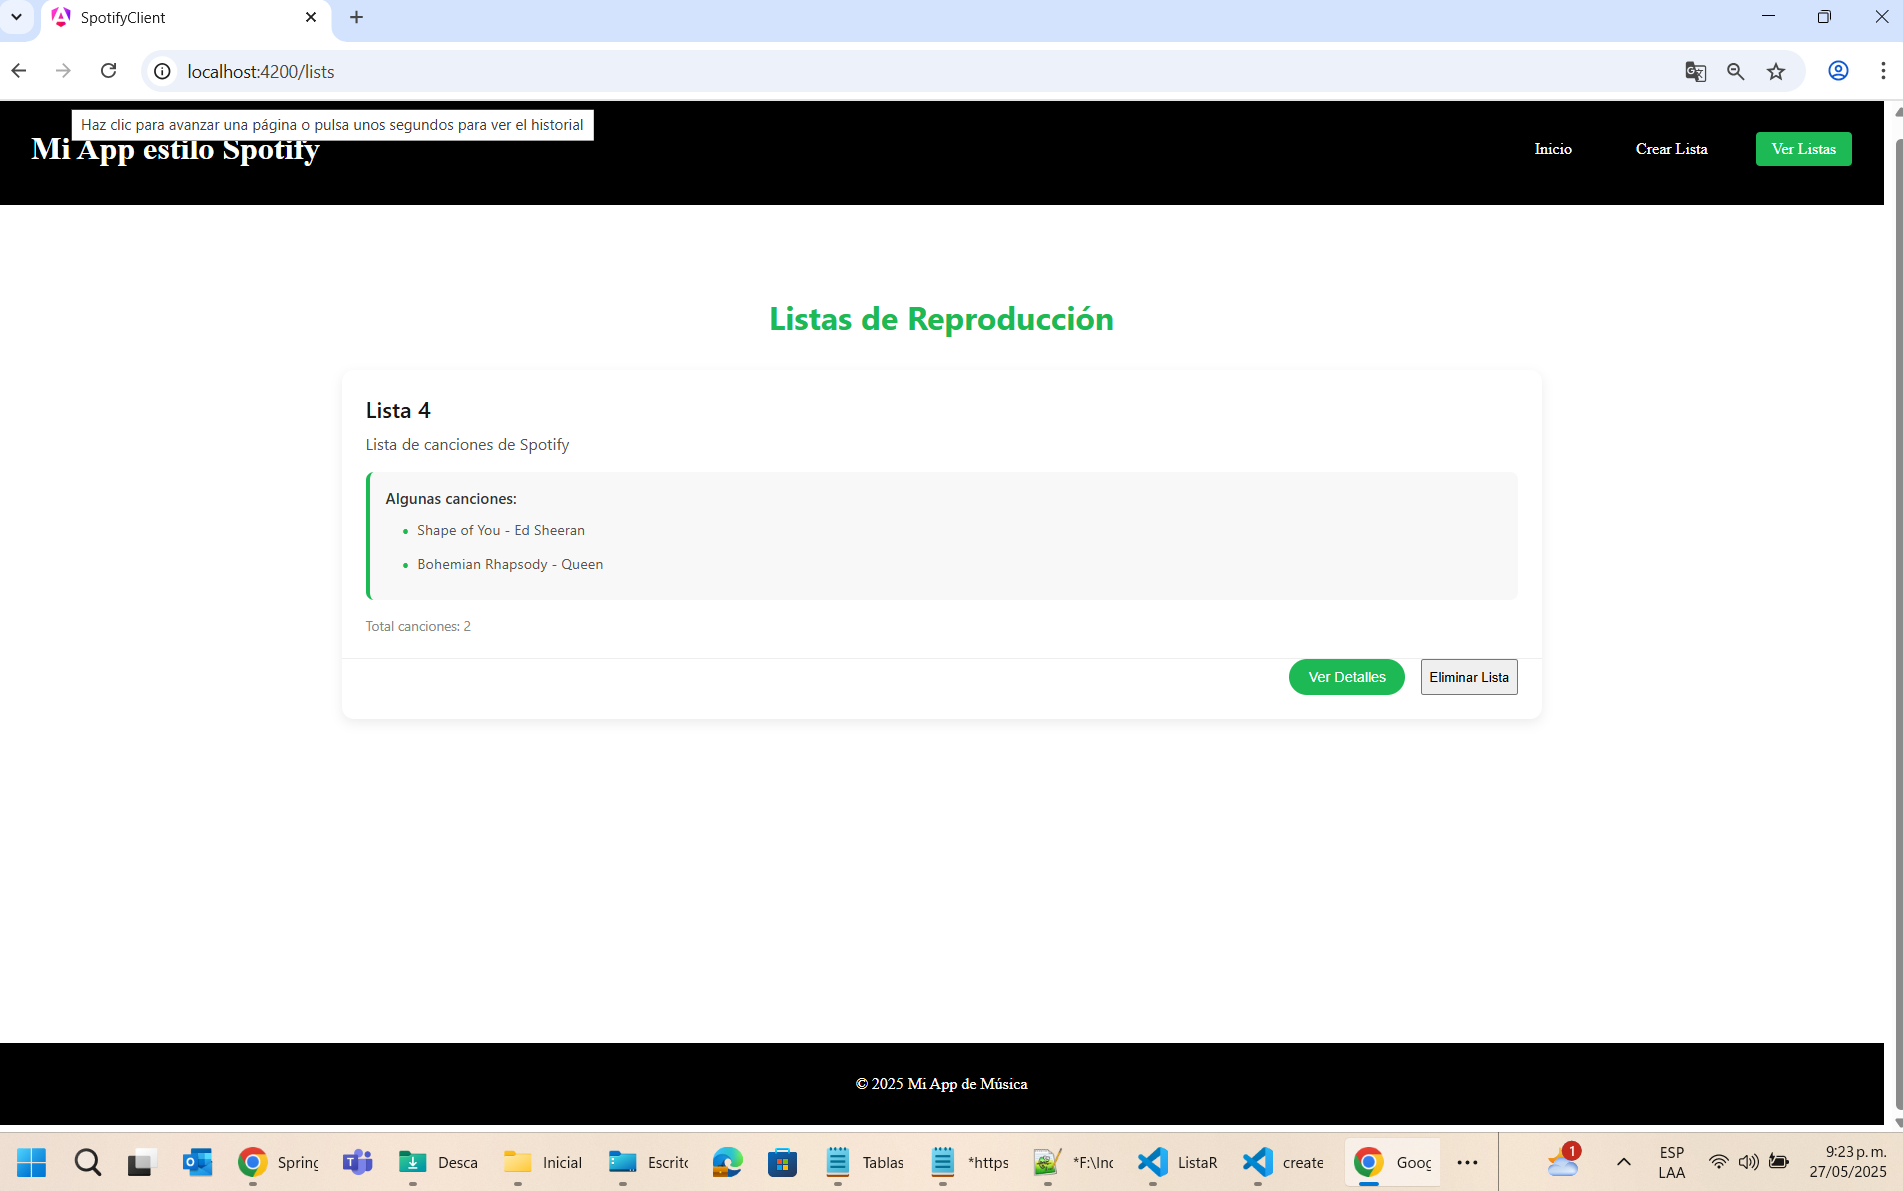 SpotifyClient
localhost:4200/lists
Haz clic para avanzar una página o pulsa unos segundos para ver el historial
Mi App estilo Spotify
Inicio
Crear Lista
Ver Listas
Listas de Reproducción
Lista 4
Lista de canciones de Spotify
Algunas canciones:
Shape of You - Ed Sheeran
Bohemian Rhapsody - Queen
Total canciones: 2
Ver Detalles
Eliminar Lista
© 2025 Mi App de Música
Spring
Desca
Inicial
Escrito
Tablas
*https
*F:\Inc
ListaR
create
Goog
1
ESP
LAA
9:23 p. m.
27/05/2025